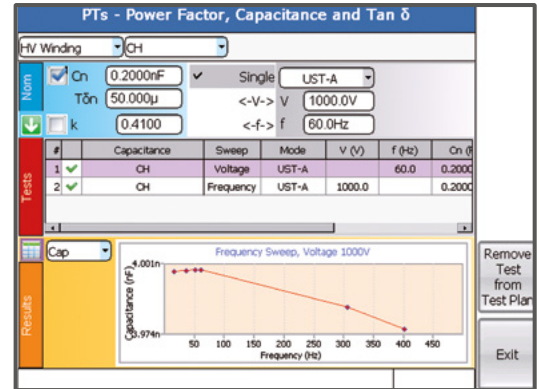 PTs - Power Factor, Capacitance and Tan δ
HV Winding CH
Nom
Cn 0.2000nF Single UST-A
Tδn 50.000μ <-V-> V 1000.0V
k 0.4100 <-f-> f 60.0Hz
Tests
# Capacitance Sweep Mode V (V) f (Hz) Cn (F
1 CH Voltage UST-A 60.0 0.2000
2 CH Frequency UST-A 1000.0 0.2000
Results
Cap
Frequency Sweep, Voltage 1000V
4.001n
Capacitance (nF)
3.974n
50 100 150 200 250 300 350 400 450
Frequency (Hz)
Remove
Test
from
Test Plan
Exit